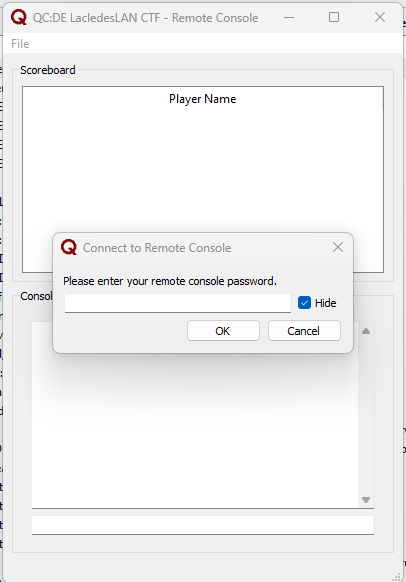 QC:DE LacledesLAN CTF - Remote Console
File
Scoreboard
Player Name
Connect to Remote Console
Please enter your remote console password.
Hide
OK
Cancel
Consol